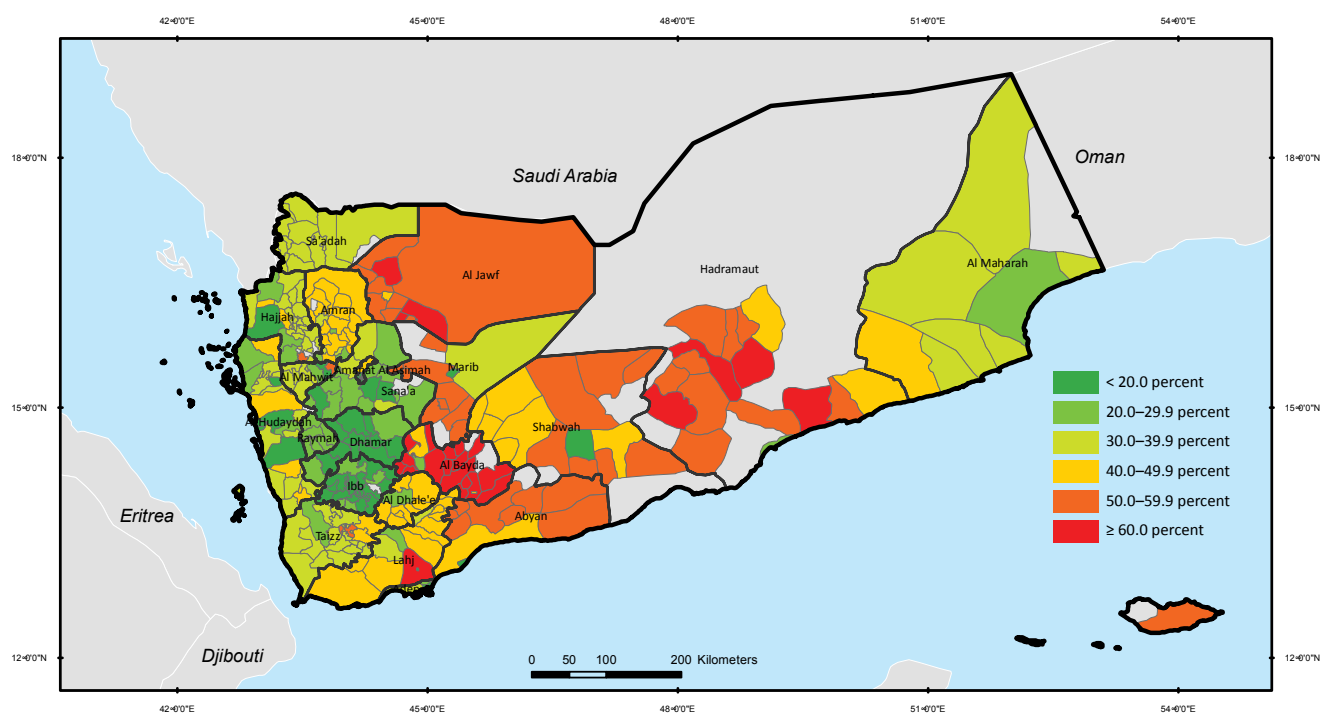 42°0'0"E 45°0'0"E 48°0'0"E 51°0'0"E 54°0'0"E
18°0'0"N 18°0'0"N
Oman
Saudi Arabia
Sa'adah
Al Maharah
Hadramaut
Al Jawf
Hajjah
Amran
Marib
Amanat Al Asimah
Al Mahwit
Sana'a
15°0'0"N 15°0'0"N
Al Hudaydah
Shabwah
Raymah
Dhamar
Al Bayda
Ibb
Al Dhale'e
Abyan
Eritrea
Taizz
Lahj
Djibouti
12°0'0"N 12°0'0"N
< 20.0 percent
20.0–29.9 percent
30.0–39.9 percent
40.0–49.9 percent
50.0–59.9 percent
≥ 60.0 percent
0 50 100 200 Kilometers
42°0'0"E 45°0'0"E 48°0'0"E 51°0'0"E 54°0'0"E